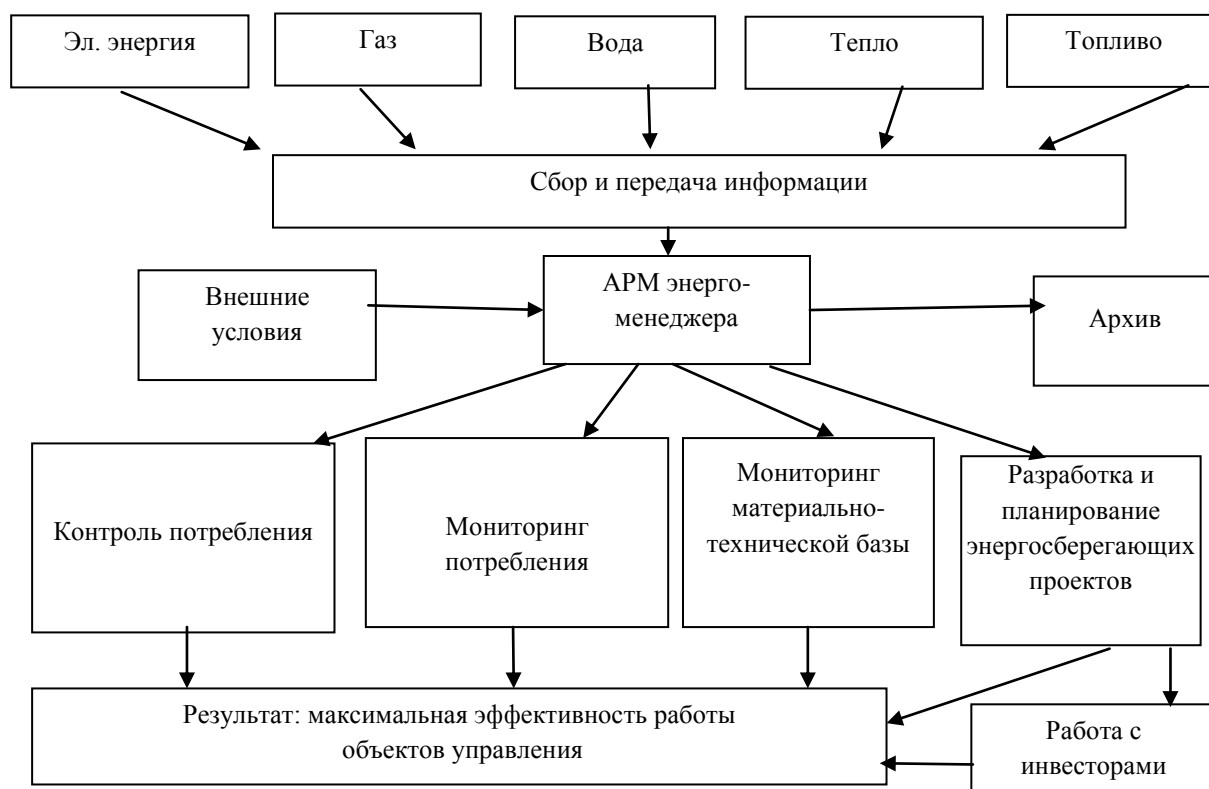 Эл. энергия
Газ
Вода
Тепло
Топливо
Сбор и передача информации
Внешние
условия
АРМ энерго-
менеджера
Архив
Контроль потребления
Мониторинг
потребления
Мониторинг
материально-
технической базы
Разработка и
планирование
энергосберегающих
проектов
Результат: максимальная эффективность работы
объектов управления
Работа с
инвесторами